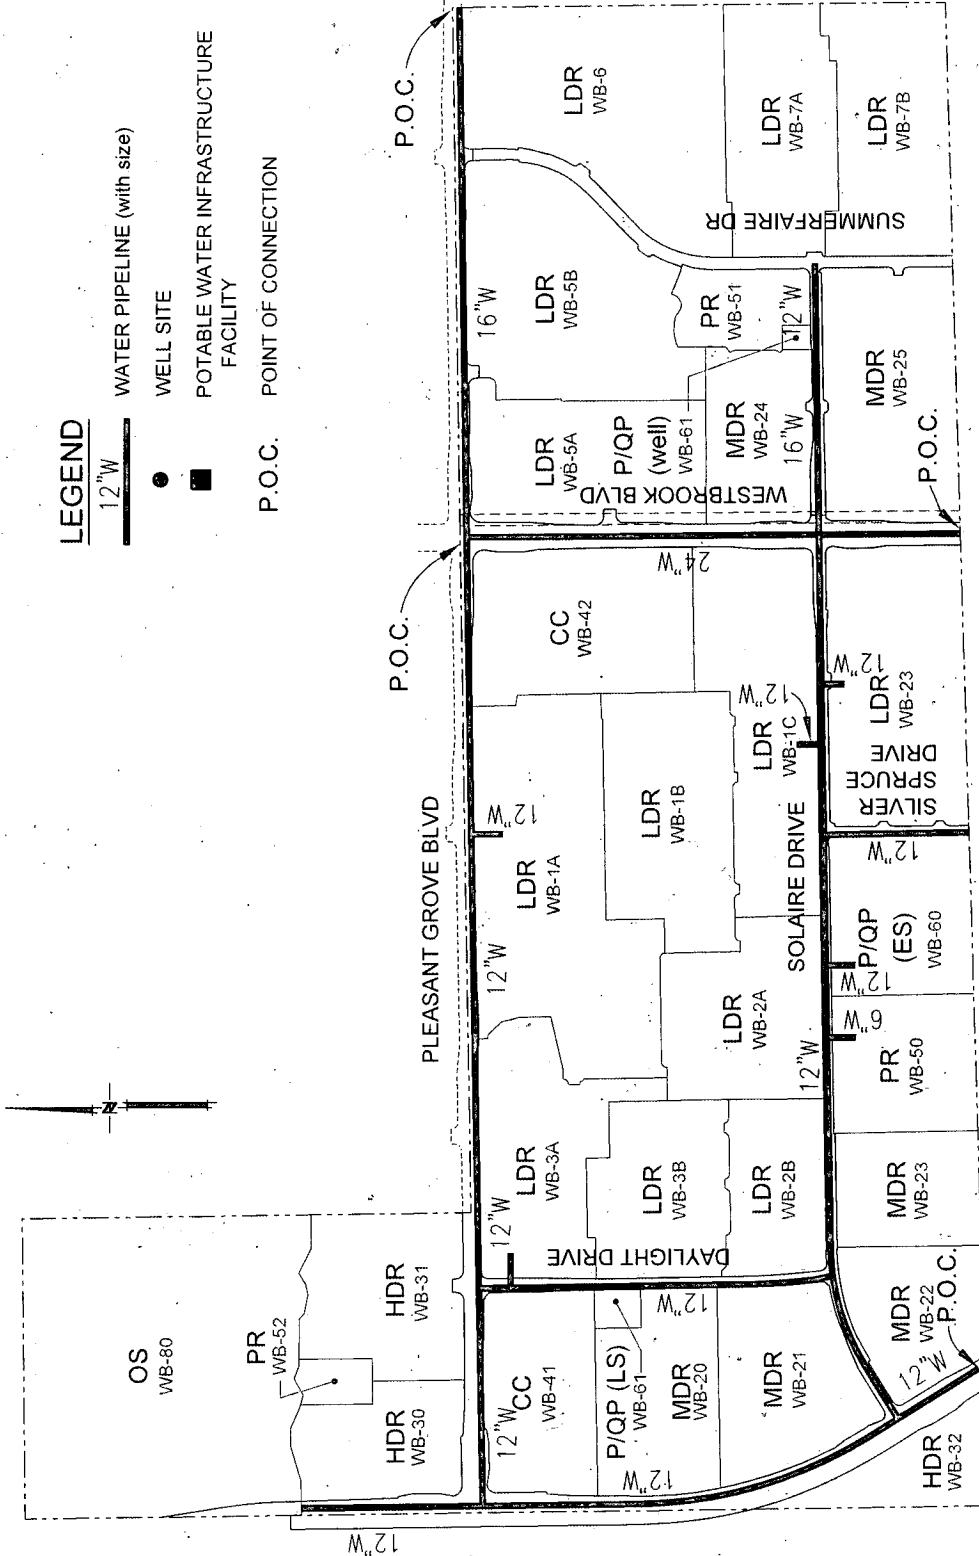 LEGEND
12"W
WATER PIPELINE (with size)
WELL SITE
POTABLE WATER INFRASTRUCTURE
FACILITY
P.O.C.
POINT OF CONNECTION
N
OS
WB-80
PR
WB-52
HDR
WB-30
HDR
WB-31
12"W
PLEASANT GROVE BLVD
P.O.C.
P.O.C.
12"W
CC
WB-41
12"W
LDR
WB-3A
12"W
LDR
WB-1A
12"W
CC
WB-42
LDR
WB-5A
16"W
LDR
WB-5B
LDR
WB-6
P/QP (LS)
WB-61
12"W
DAYLIGHT DRIVE
LDR
WB-3B
LDR
WB-1B
24"W
WESTBROOK BLVD
P/QP
(well)
WB-61
PR
WB-51
12"W
MDR
WB-20
12"W
MDR
WB-21
LDR
WB-2B
LDR
WB-2A
LDR
WB-1C
12"W
MDR
WB-24
16"W
SUMMERFAIRE DR
LDR
WB-7A
LDR
WB-7B
12"W
SOLAIRE DRIVE
HDR
WB-32
12"W
P.O.C.
MDR
WB-22
MDR
WB-23
PR
WB-50
6"W
12"W
P/QP
(ES)
WB-60
12"W
SILVER
SPRUCE
DRIVE
LDR
WB-23
12"W
P.O.C.
MDR
WB-25